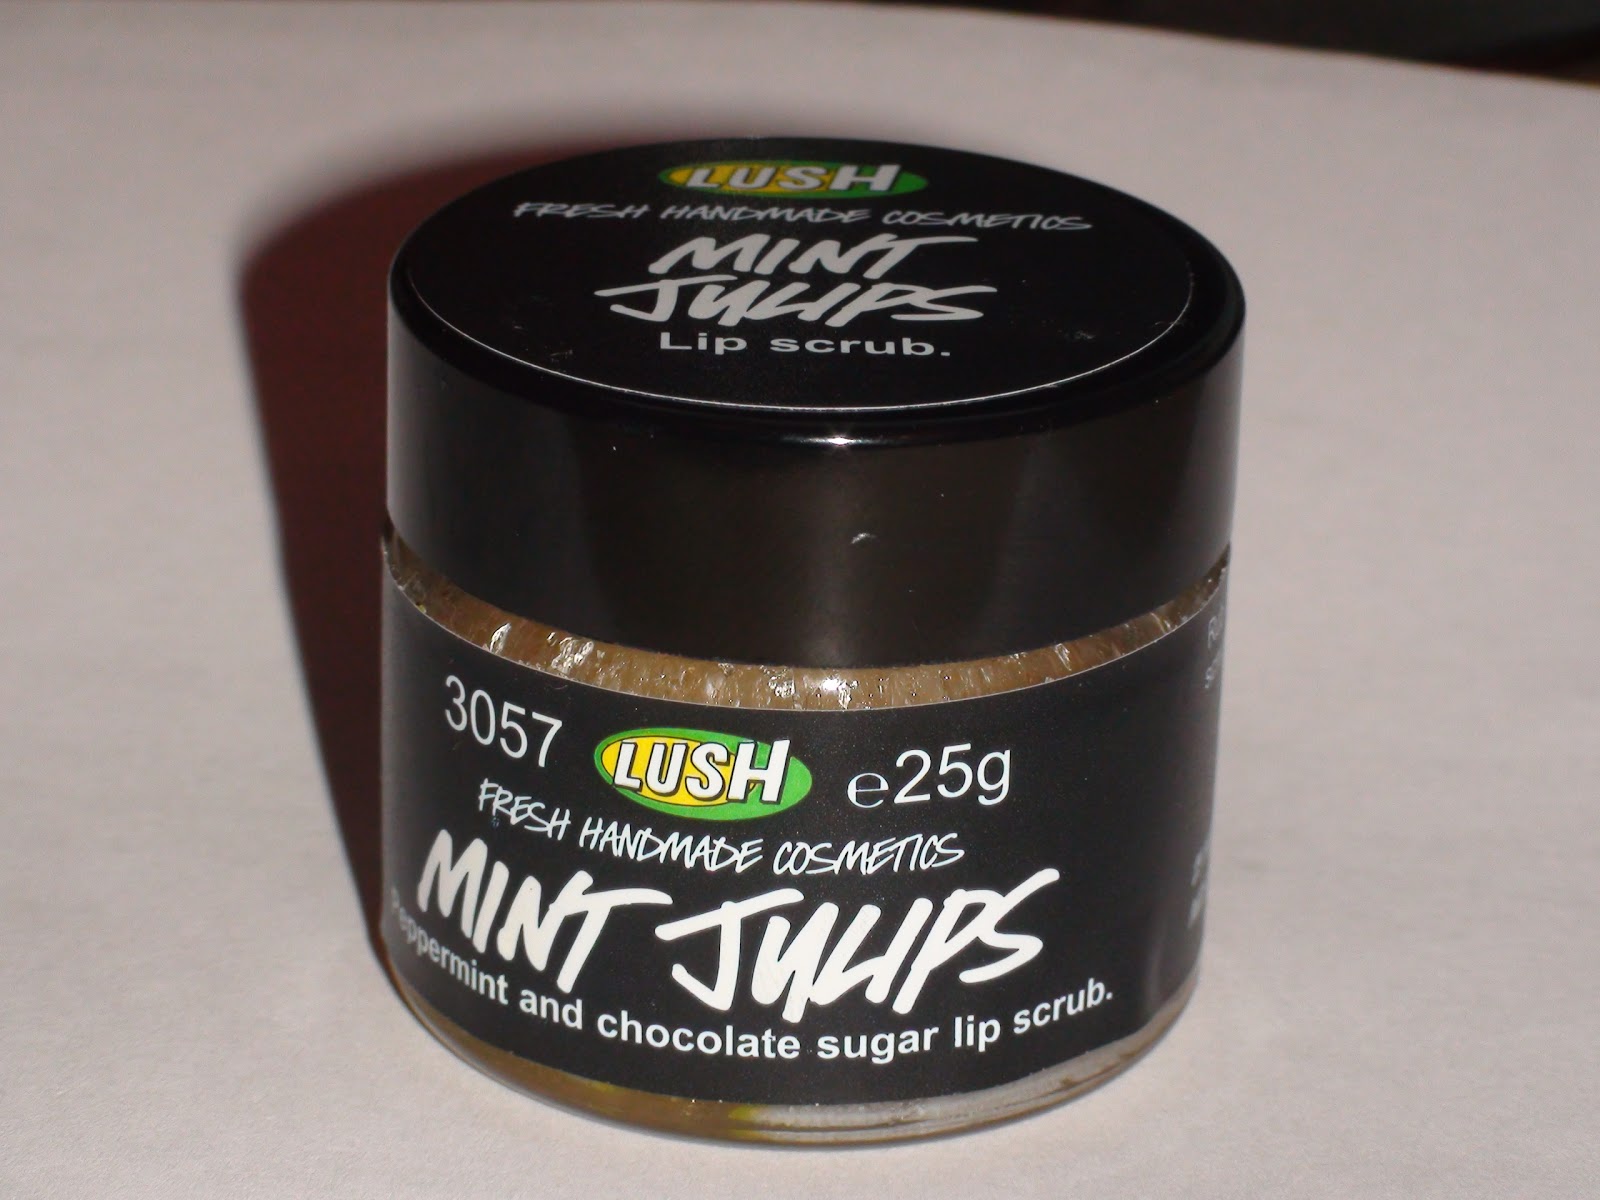 LUSH
FRESH HANDMADE COSMETICS
MINT
JULIPS
Lip scrub.
3057
LUSH
e25g
FRESH HANDMADE COSMETICS
MINT JULIPS
Peppermint and chocolate sugar lip scrub.